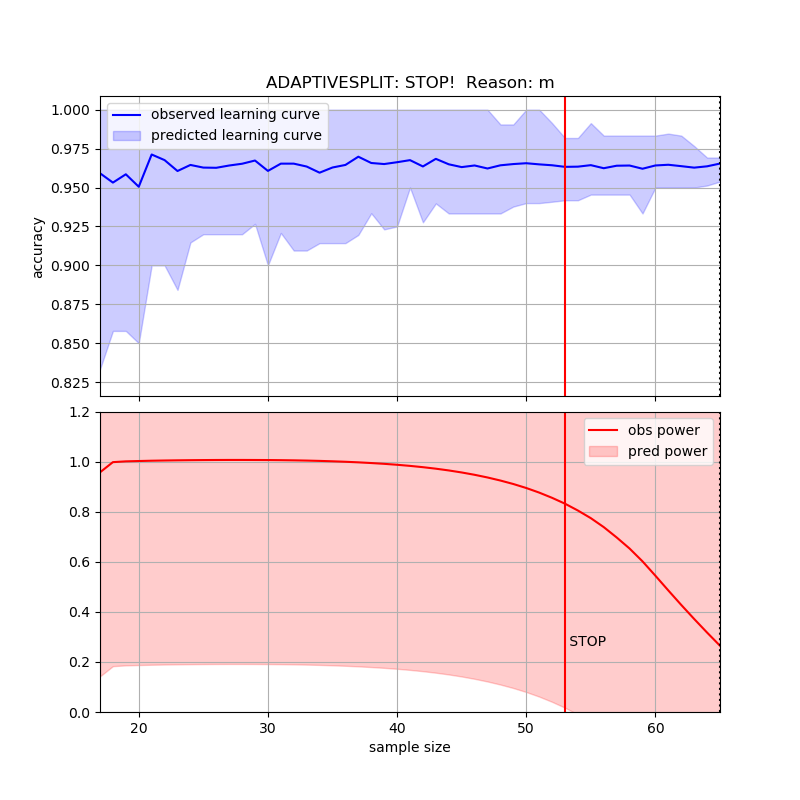 ADAPTIVESPLIT: STOP!  Reason: m
1.000
0.975
0.950
0.925
0.900
0.875
0.850
0.825
accuracy
observed learning curve
predicted learning curve
1.2
1.0
0.8
0.6
0.4
0.2
0.0
obs power
pred power
STOP
20
30
40
50
60
sample size